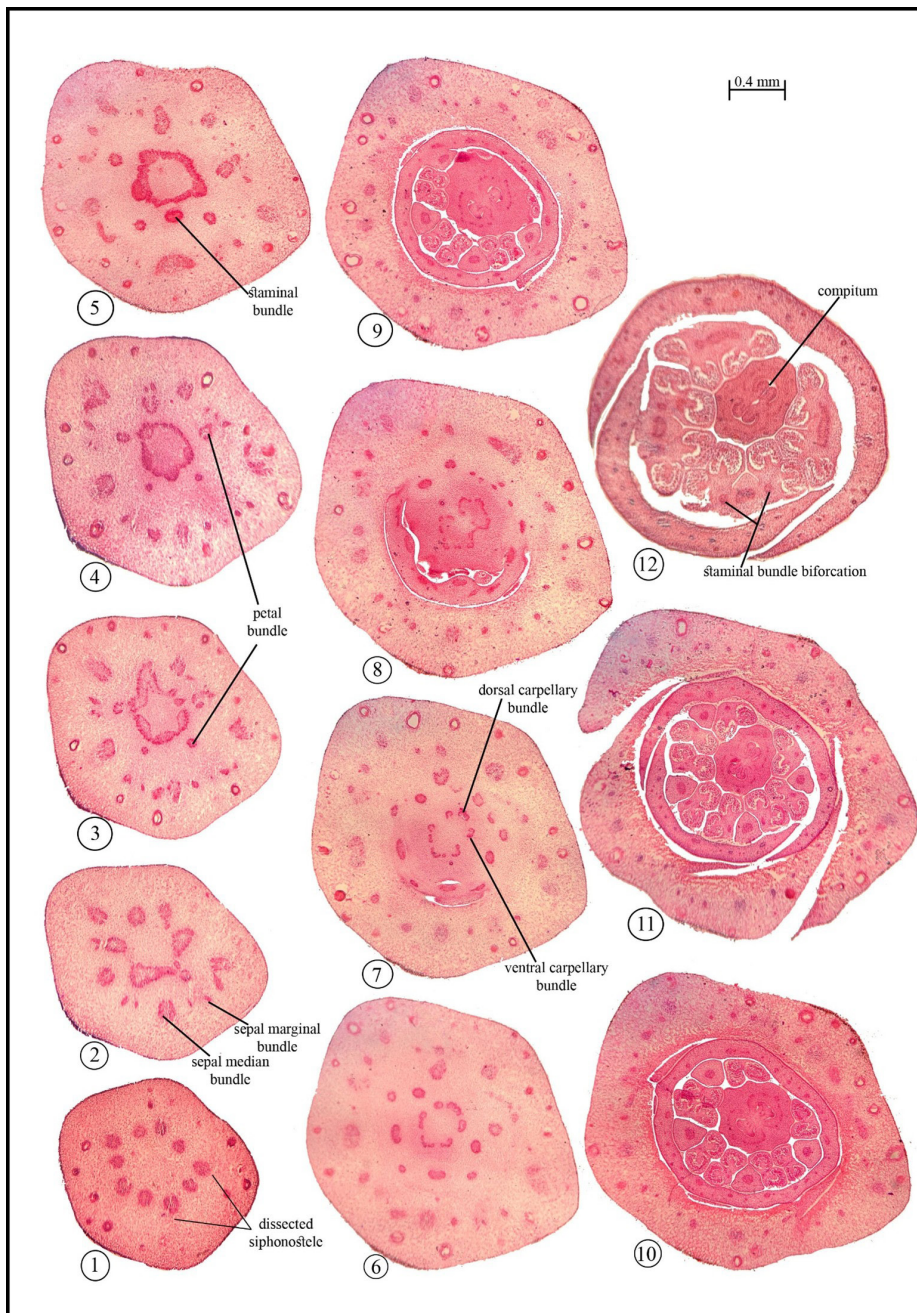 0.4 mm
5
staminal
bundle
9
compitum
12
staminal bundle biforcation
4
petal
bundle
8
3
dorsal carpellary
bundle
11
7
ventral carpellary
bundle
2
sepal marginal
bundle
sepal median
bundle
1
dissected
siphonostele
6
10